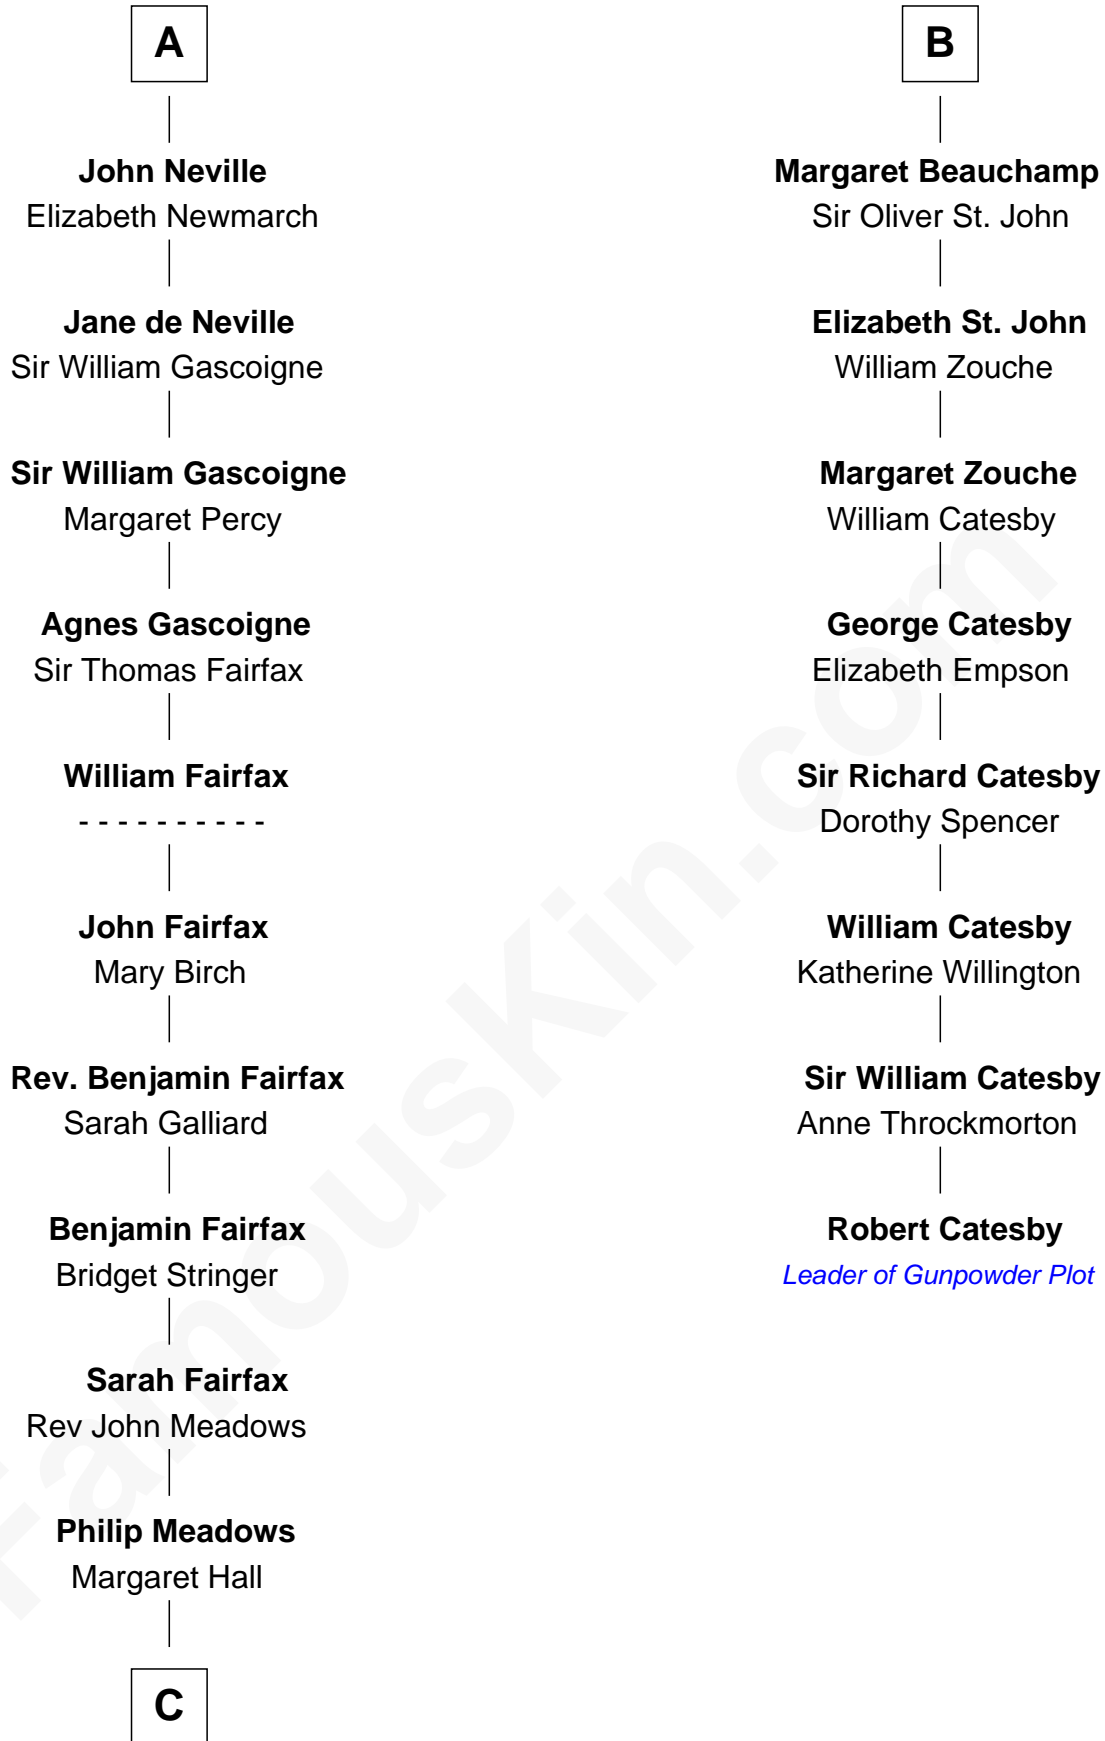 A
John Neville
Elizabeth Newmarch
Jane de Neville
Sir William Gascoigne
Sir William Gascoigne
Margaret Percy
Agnes Gascoigne
Sir Thomas Fairfax
William Fairfax
- - - - - - - - - -
John Fairfax
Mary Birch
Rev. Benjamin Fairfax
Sarah Galliard
Benjamin Fairfax
Bridget Stringer
Sarah Fairfax
Rev John Meadows
Philip Meadows
Margaret Hall
C
B
Margaret Beauchamp
Sir Oliver St. John
Elizabeth St. John
William Zouche
Margaret Zouche
William Catesby
George Catesby
Elizabeth Empson
Sir Richard Catesby
Dorothy Spencer
William Catesby
Katherine Willington
Sir William Catesby
Anne Throckmorton
Robert Catesby
Leader of Gunpowder Plot
FamousKin.com